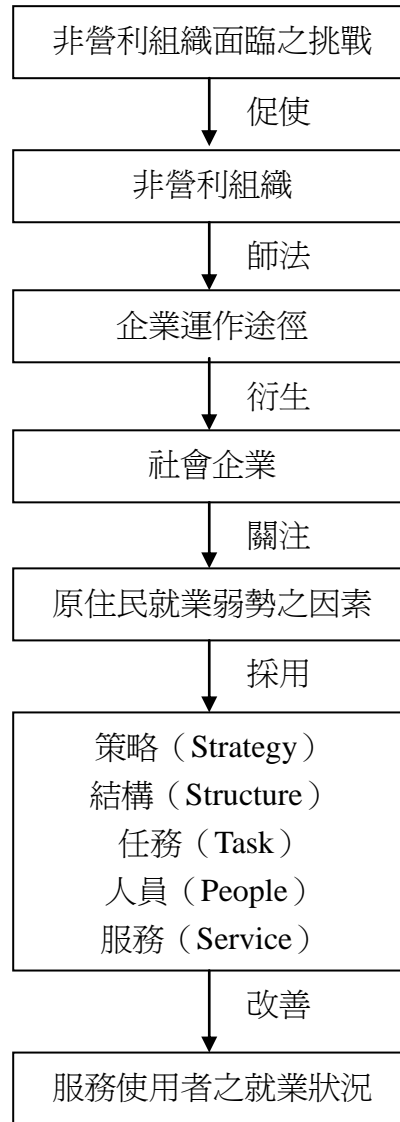 非營利組織面臨之挑戰
促使
非營利組織
師法
企業運作途徑
衍生
社會企業
關注
原住民就業弱勢之因素
採用
策略（Strategy）
結構（Structure）
任務（Task）
人員（People）
服務（Service）
改善
服務使用者之就業狀況